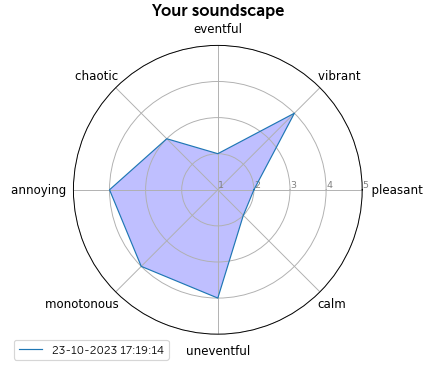 Your soundscape
eventful
chaotic
vibrant
annoying
1
2
3
4
5
pleasant
monotonous
calm
uneventful
23-10-2023 17:19:14